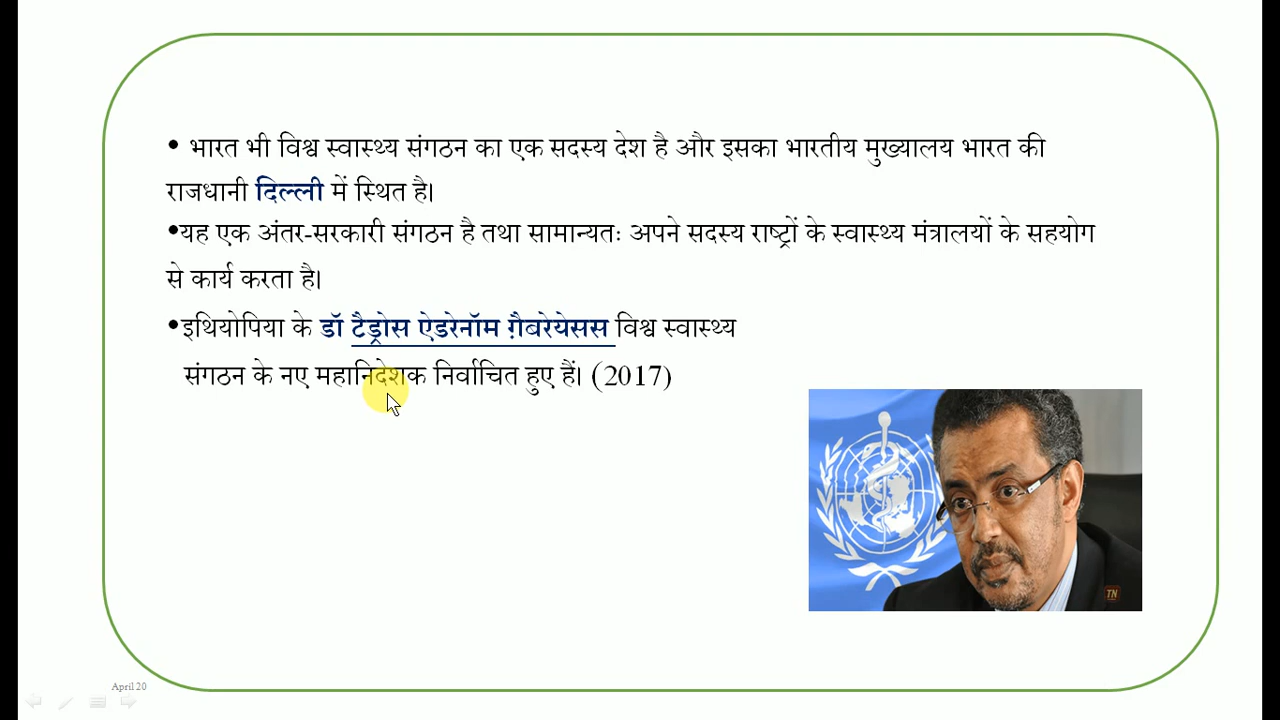 • भारत भी विश्व स्वास्थ्य संगठन का एक सदस्य देश है और इसका भारतीय मुख्यालय भारत की
राजधानी दिल्ली में स्थित है।
•यह एक अंतर-सरकारी संगठन है तथा सामान्यतः अपने सदस्य राष्ट्रों के स्वास्थ्य मंत्रालयों के सहयोग
से कार्य करता है।
•इथियोपिया के डॉ टैड्रोस ऐडरेनॉम ग़ैबरेयेसस विश्व स्वास्थ्य
संगठन के नए महानिदेशक निर्वाचित हुए हैं। (2017)
TN
April 20